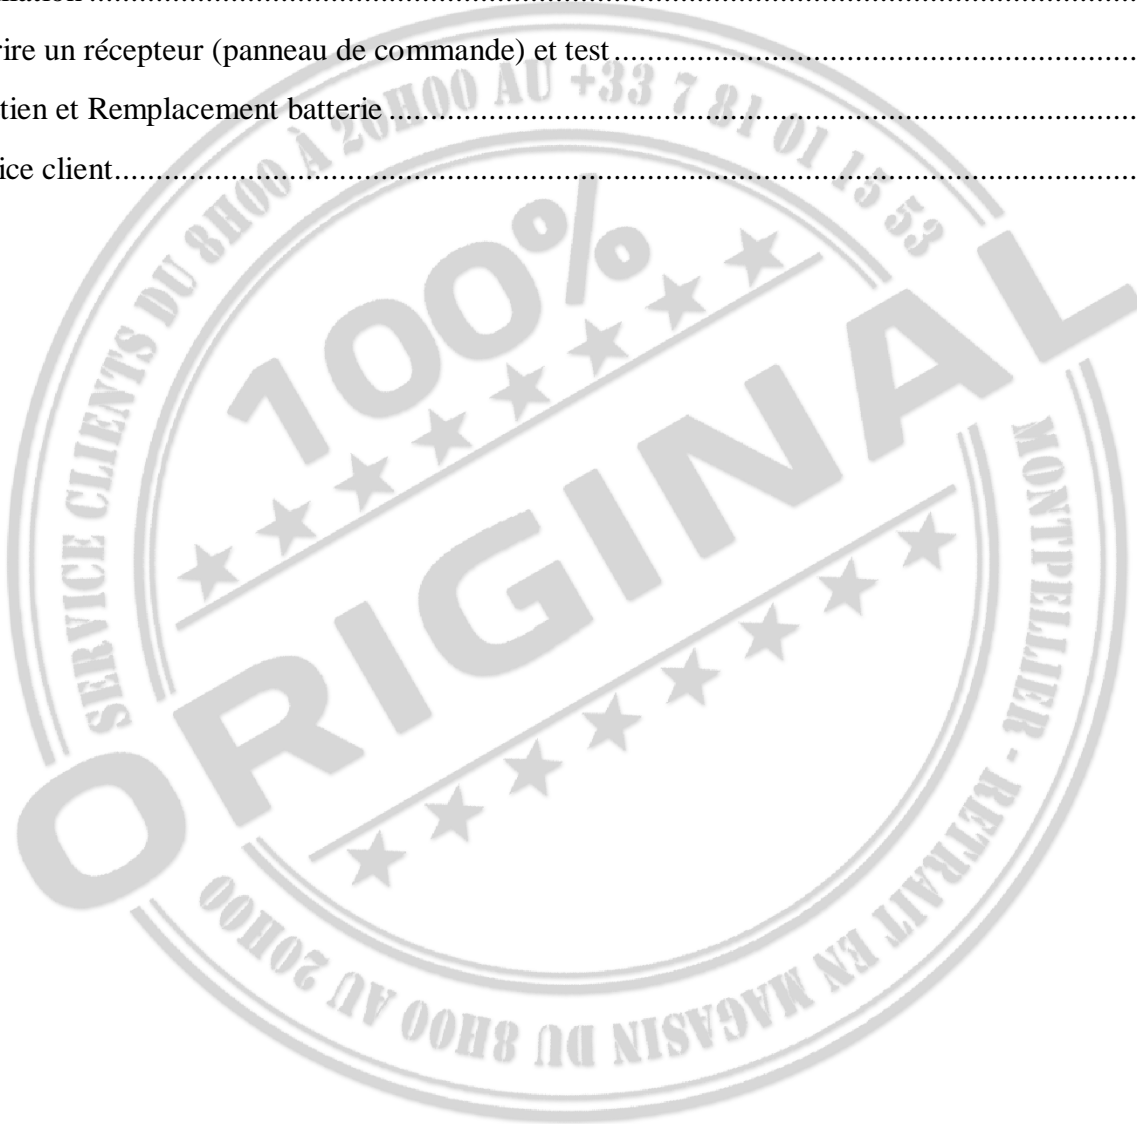 rire un récepteur (panneau de commande) et test
tien et Remplacement batterie
ice client
SERVICE CLIENTS DU 8H00 À 20H00 AU +33 7 81 01 15 53
100%
ORIGINAL
MONTPELLIER - RETRAIT EN MAGASIN DU 8H00 AU 20H00